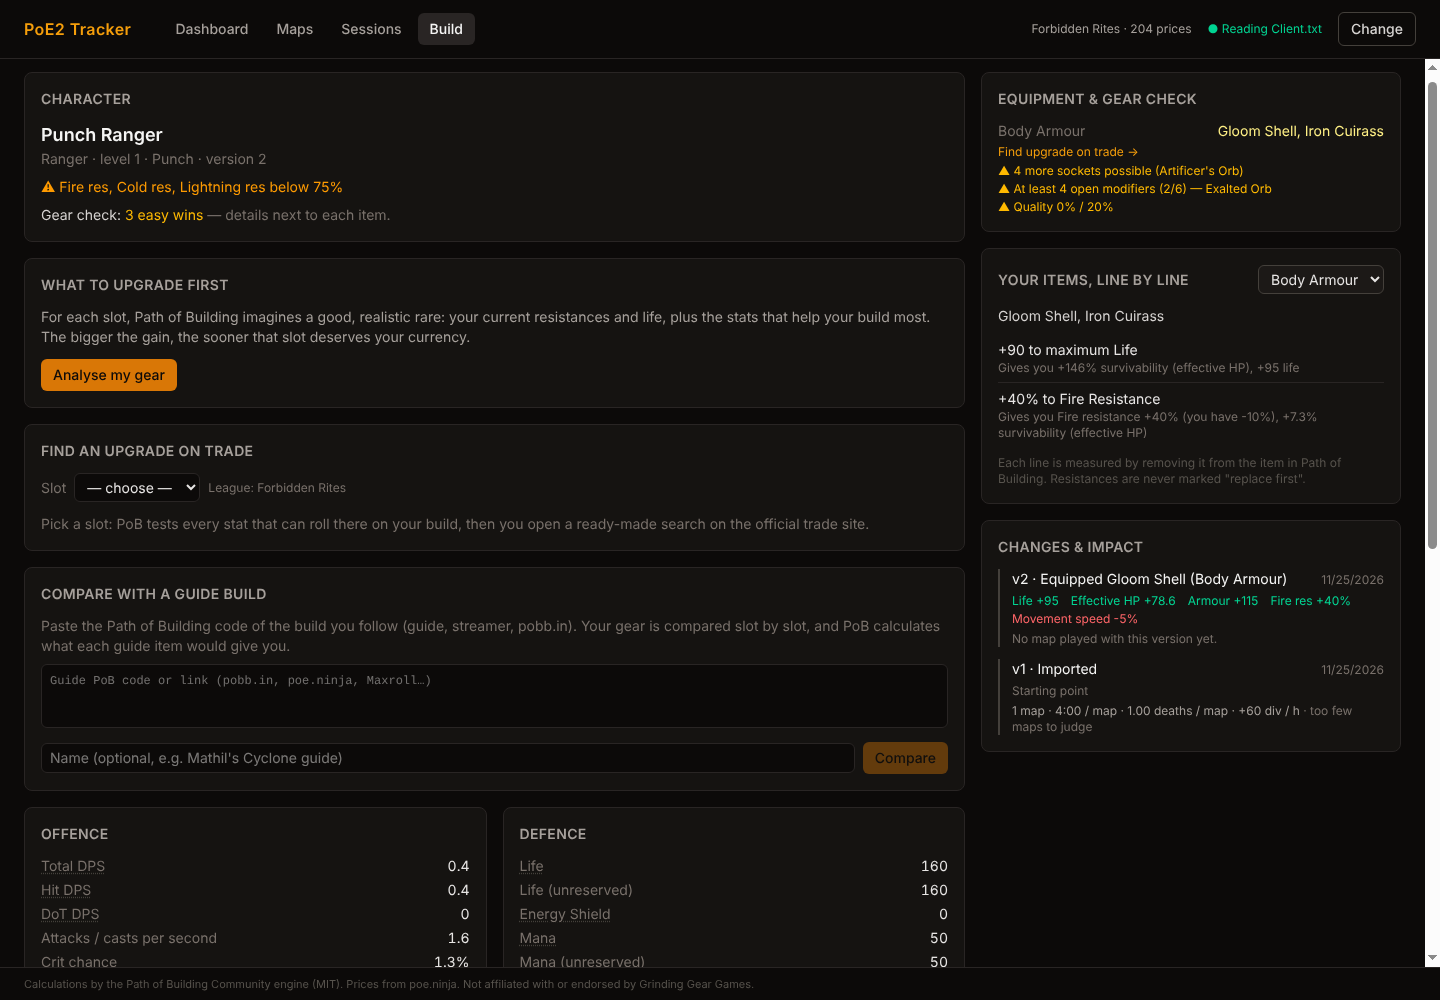 PoE2 Tracker
Dashboard
Maps
Sessions
Build
Forbidden Rites · 204 prices
● Reading Client.txt
Change
CHARACTER
Punch Ranger
Ranger · level 1 · Punch · version 2
⚠ Fire res, Cold res, Lightning res below 75%
Gear check: 3 easy wins — details next to each item.
WHAT TO UPGRADE FIRST
For each slot, Path of Building imagines a good, realistic rare: your current resistances and life, plus the stats that help your build most.
The bigger the gain, the sooner that slot deserves your currency.
Analyse my gear
FIND AN UPGRADE ON TRADE
Slot
— choose —
League: Forbidden Rites
Pick a slot: PoB tests every stat that can roll there on your build, then you open a ready-made search on the official trade site.
COMPARE WITH A GUIDE BUILD
Paste the Path of Building code of the build you follow (guide, streamer, pobb.in). Your gear is compared slot by slot, and PoB calculates
what each guide item would give you.
Guide PoB code or link (pobb.in, poe.ninja, Maxroll…)
Name (optional, e.g. Mathil's Cyclone guide)
Compare
OFFENCE
Total DPS 0.4
Hit DPS 0.4
DoT DPS 0
Attacks / casts per second 1.6
Crit chance 1.3%
DEFENCE
Life 160
Life (unreserved) 160
Energy Shield 0
Mana 50
Mana (unreserved) 50
EQUIPMENT & GEAR CHECK
Body Armour Gloom Shell, Iron Cuirass
Find upgrade on trade →
▲ 4 more sockets possible (Artificer's Orb)
▲ At least 4 open modifiers (2/6) — Exalted Orb
▲ Quality 0% / 20%
YOUR ITEMS, LINE BY LINE
Body Armour
Gloom Shell, Iron Cuirass
+90 to maximum Life
Gives you +146% survivability (effective HP), +95 life
+40% to Fire Resistance
Gives you Fire resistance +40% (you have -10%), +7.3%
survivability (effective HP)
Each line is measured by removing it from the item in Path of
Building. Resistances are never marked "replace first".
CHANGES & IMPACT
v2 · Equipped Gloom Shell (Body Armour) 11/25/2026
Life +95 Effective HP +78.6 Armour +115 Fire res +40%
Movement speed -5%
No map played with this version yet.
v1 · Imported 11/25/2026
Starting point
1 map · 4:00 / map · 1.00 deaths / map · +60 div / h · too few
maps to judge
Calculations by the Path of Building Community engine (MIT). Prices from poe.ninja. Not affiliated with or endorsed by Grinding Gear Games.